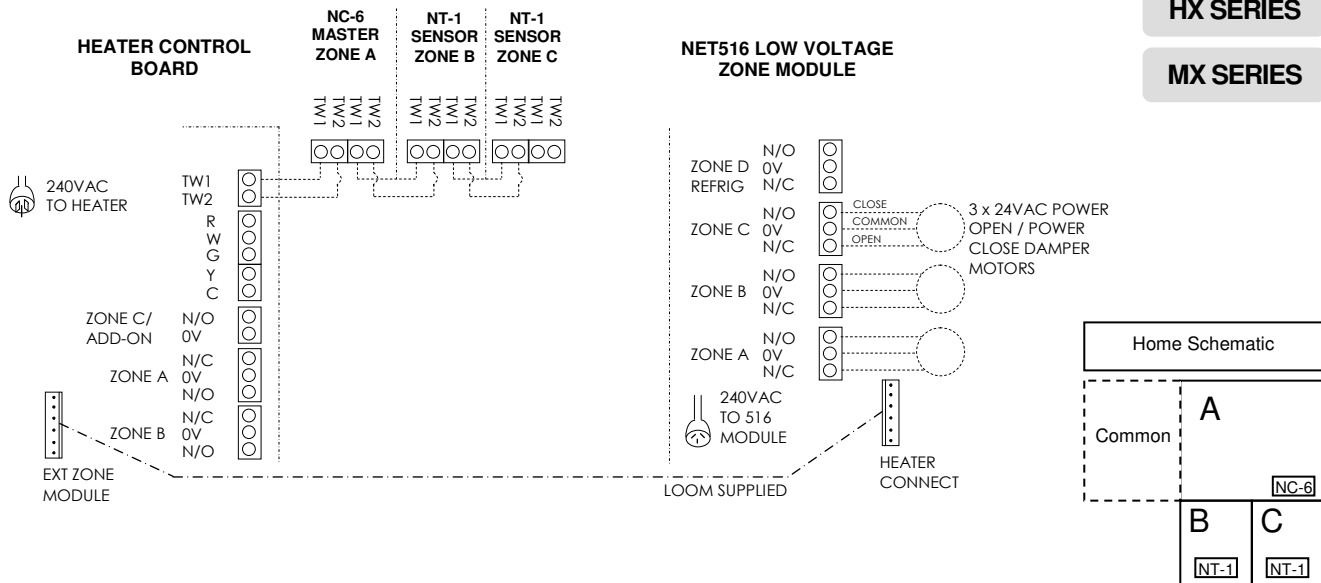 HX SERIES
MX SERIES
HEATER CONTROL
BOARD
NC-6
MASTER
ZONE A
NT-1
SENSOR
ZONE B
NT-1
SENSOR
ZONE C
TW1
TW2
TW1
TW2
TW1
TW2
TW1
TW2
TW1
TW2
TW1
TW2
240VAC
TO HEATER
TW1
TW2
R
W
G
Y
C
ZONE C/
ADD-ON
N/O
0V
ZONE A
N/C
0V
N/O
ZONE B
N/C
0V
N/O
EXT ZONE
MODULE
LOOM SUPPLIED
NET516 LOW VOLTAGE
ZONE MODULE
ZONE D
REFRIG
N/O
0V
N/C
ZONE C
N/O
0V
N/C
CLOSE
COMMON
OPEN
3 x 24VAC POWER
OPEN / POWER
CLOSE DAMPER
MOTORS
ZONE B
N/O
0V
N/C
ZONE A
N/O
0V
N/C
240VAC
TO 516
MODULE
HEATER
CONNECT
Home Schematic
Common
A
NC-6
B
C
NT-1
NT-1